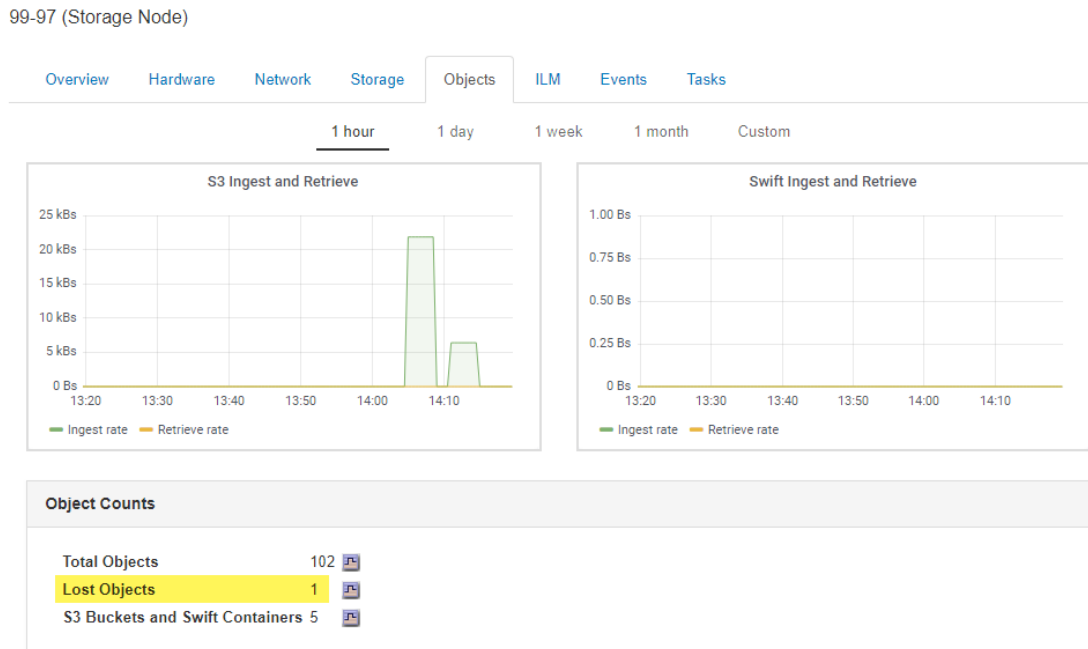 99-97 (Storage Node)
Overview Hardware Network Storage Objects ILM Events Tasks
1 hour 1 day 1 week 1 month Custom
S3 Ingest and Retrieve
25 kBs
20 kBs
15 kBs
10 kBs
5 kBs
0 Bs
13:20 13:30 13:40 13:50 14:00 14:10
Ingest rate Retrieve rate
Swift Ingest and Retrieve
1.00 Bs
0.75 Bs
0.50 Bs
0.25 Bs
0 Bs
13:20 13:30 13:40 13:50 14:00 14:10
Ingest rate Retrieve rate
Object Counts
Total Objects 102
Lost Objects 1
S3 Buckets and Swift Containers 5